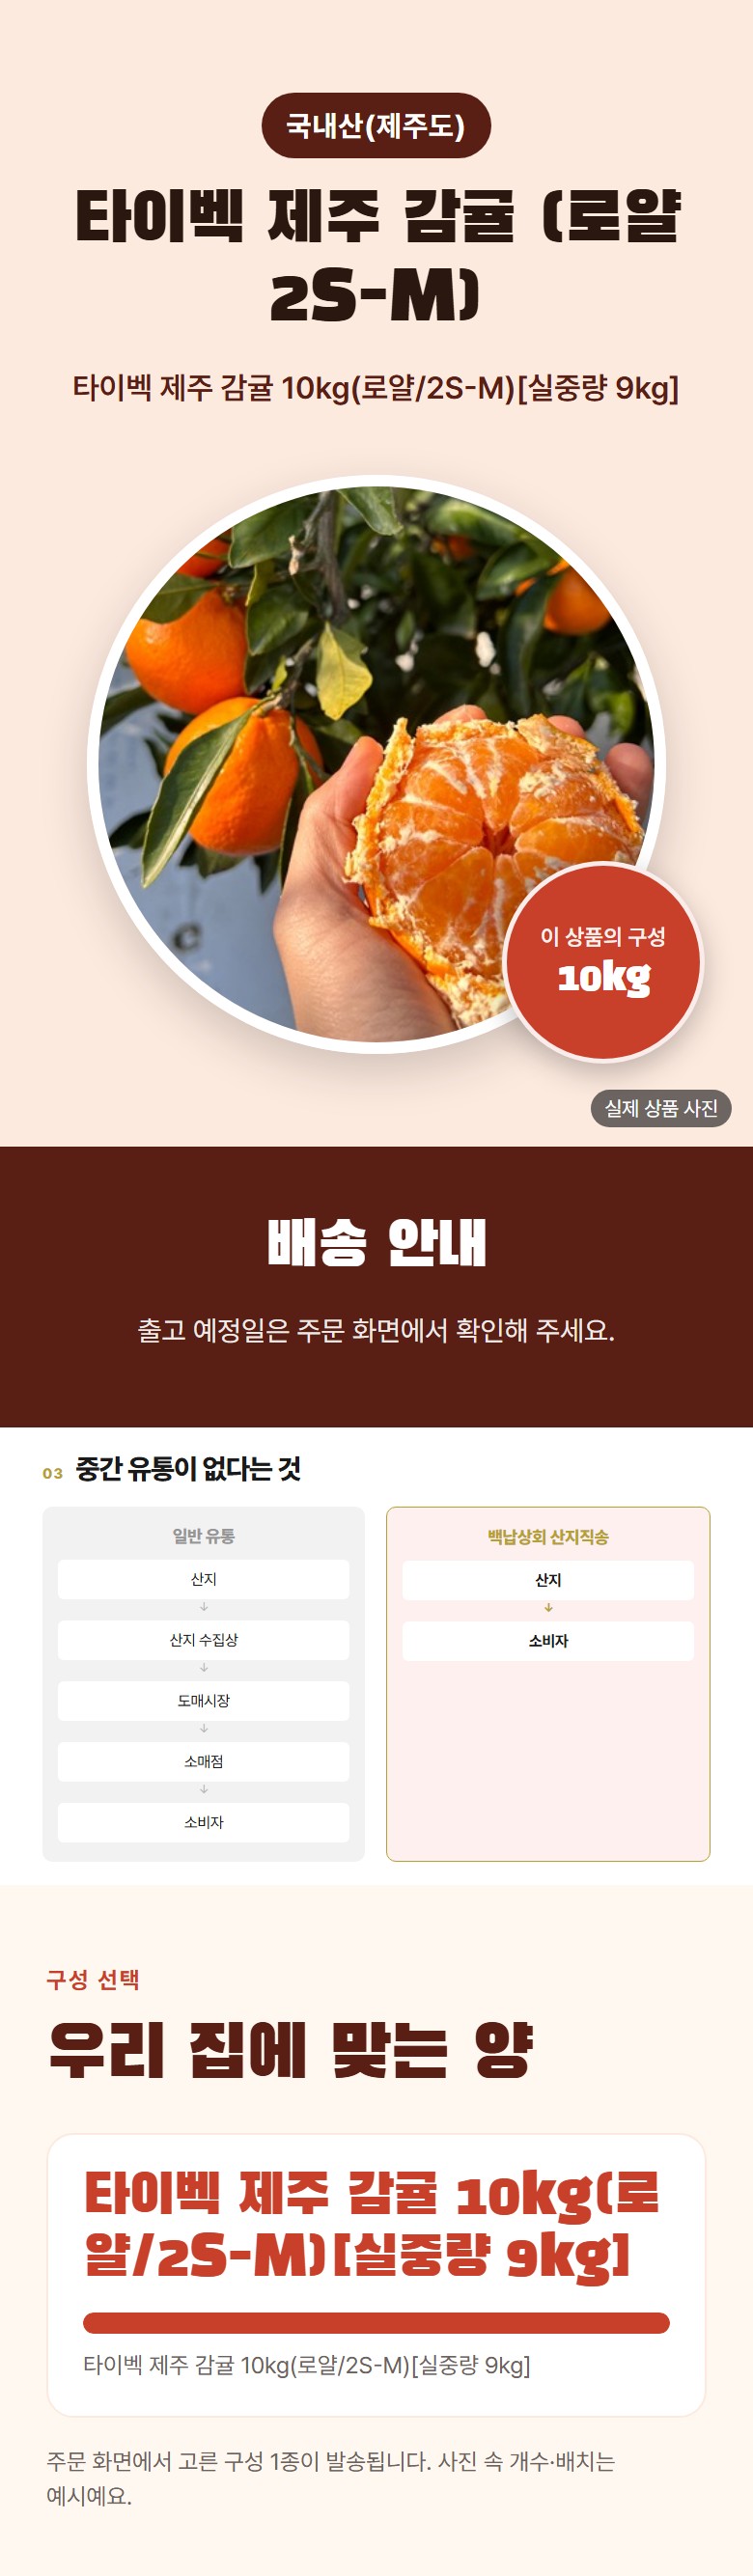 국내산(제주도)
타이벡 제주 감귤 (로얄
2S-M)
타이벡 제주 감귤 10kg(로얄/2S-M)[실중량 9kg]
이 상품의 구성
10kg
실제 상품 사진
배송 안내
출고 예정일은 주문 화면에서 확인해 주세요.
03 중간 유통이 없다는 것
일반 유통
산지
↓
산지 수집상
↓
도매시장
↓
소매점
↓
소비자
백납상회 산지직송
산지
↓
소비자
구성 선택
우리 집에 맞는 양
타이벡 제주 감귤 10kg(로
얄/2S-M)[실중량 9kg]
타이벡 제주 감귤 10kg(로얄/2S-M)[실중량 9kg]
주문 화면에서 고른 구성 1종이 발송됩니다. 사진 속 개수·배치는
예시예요.